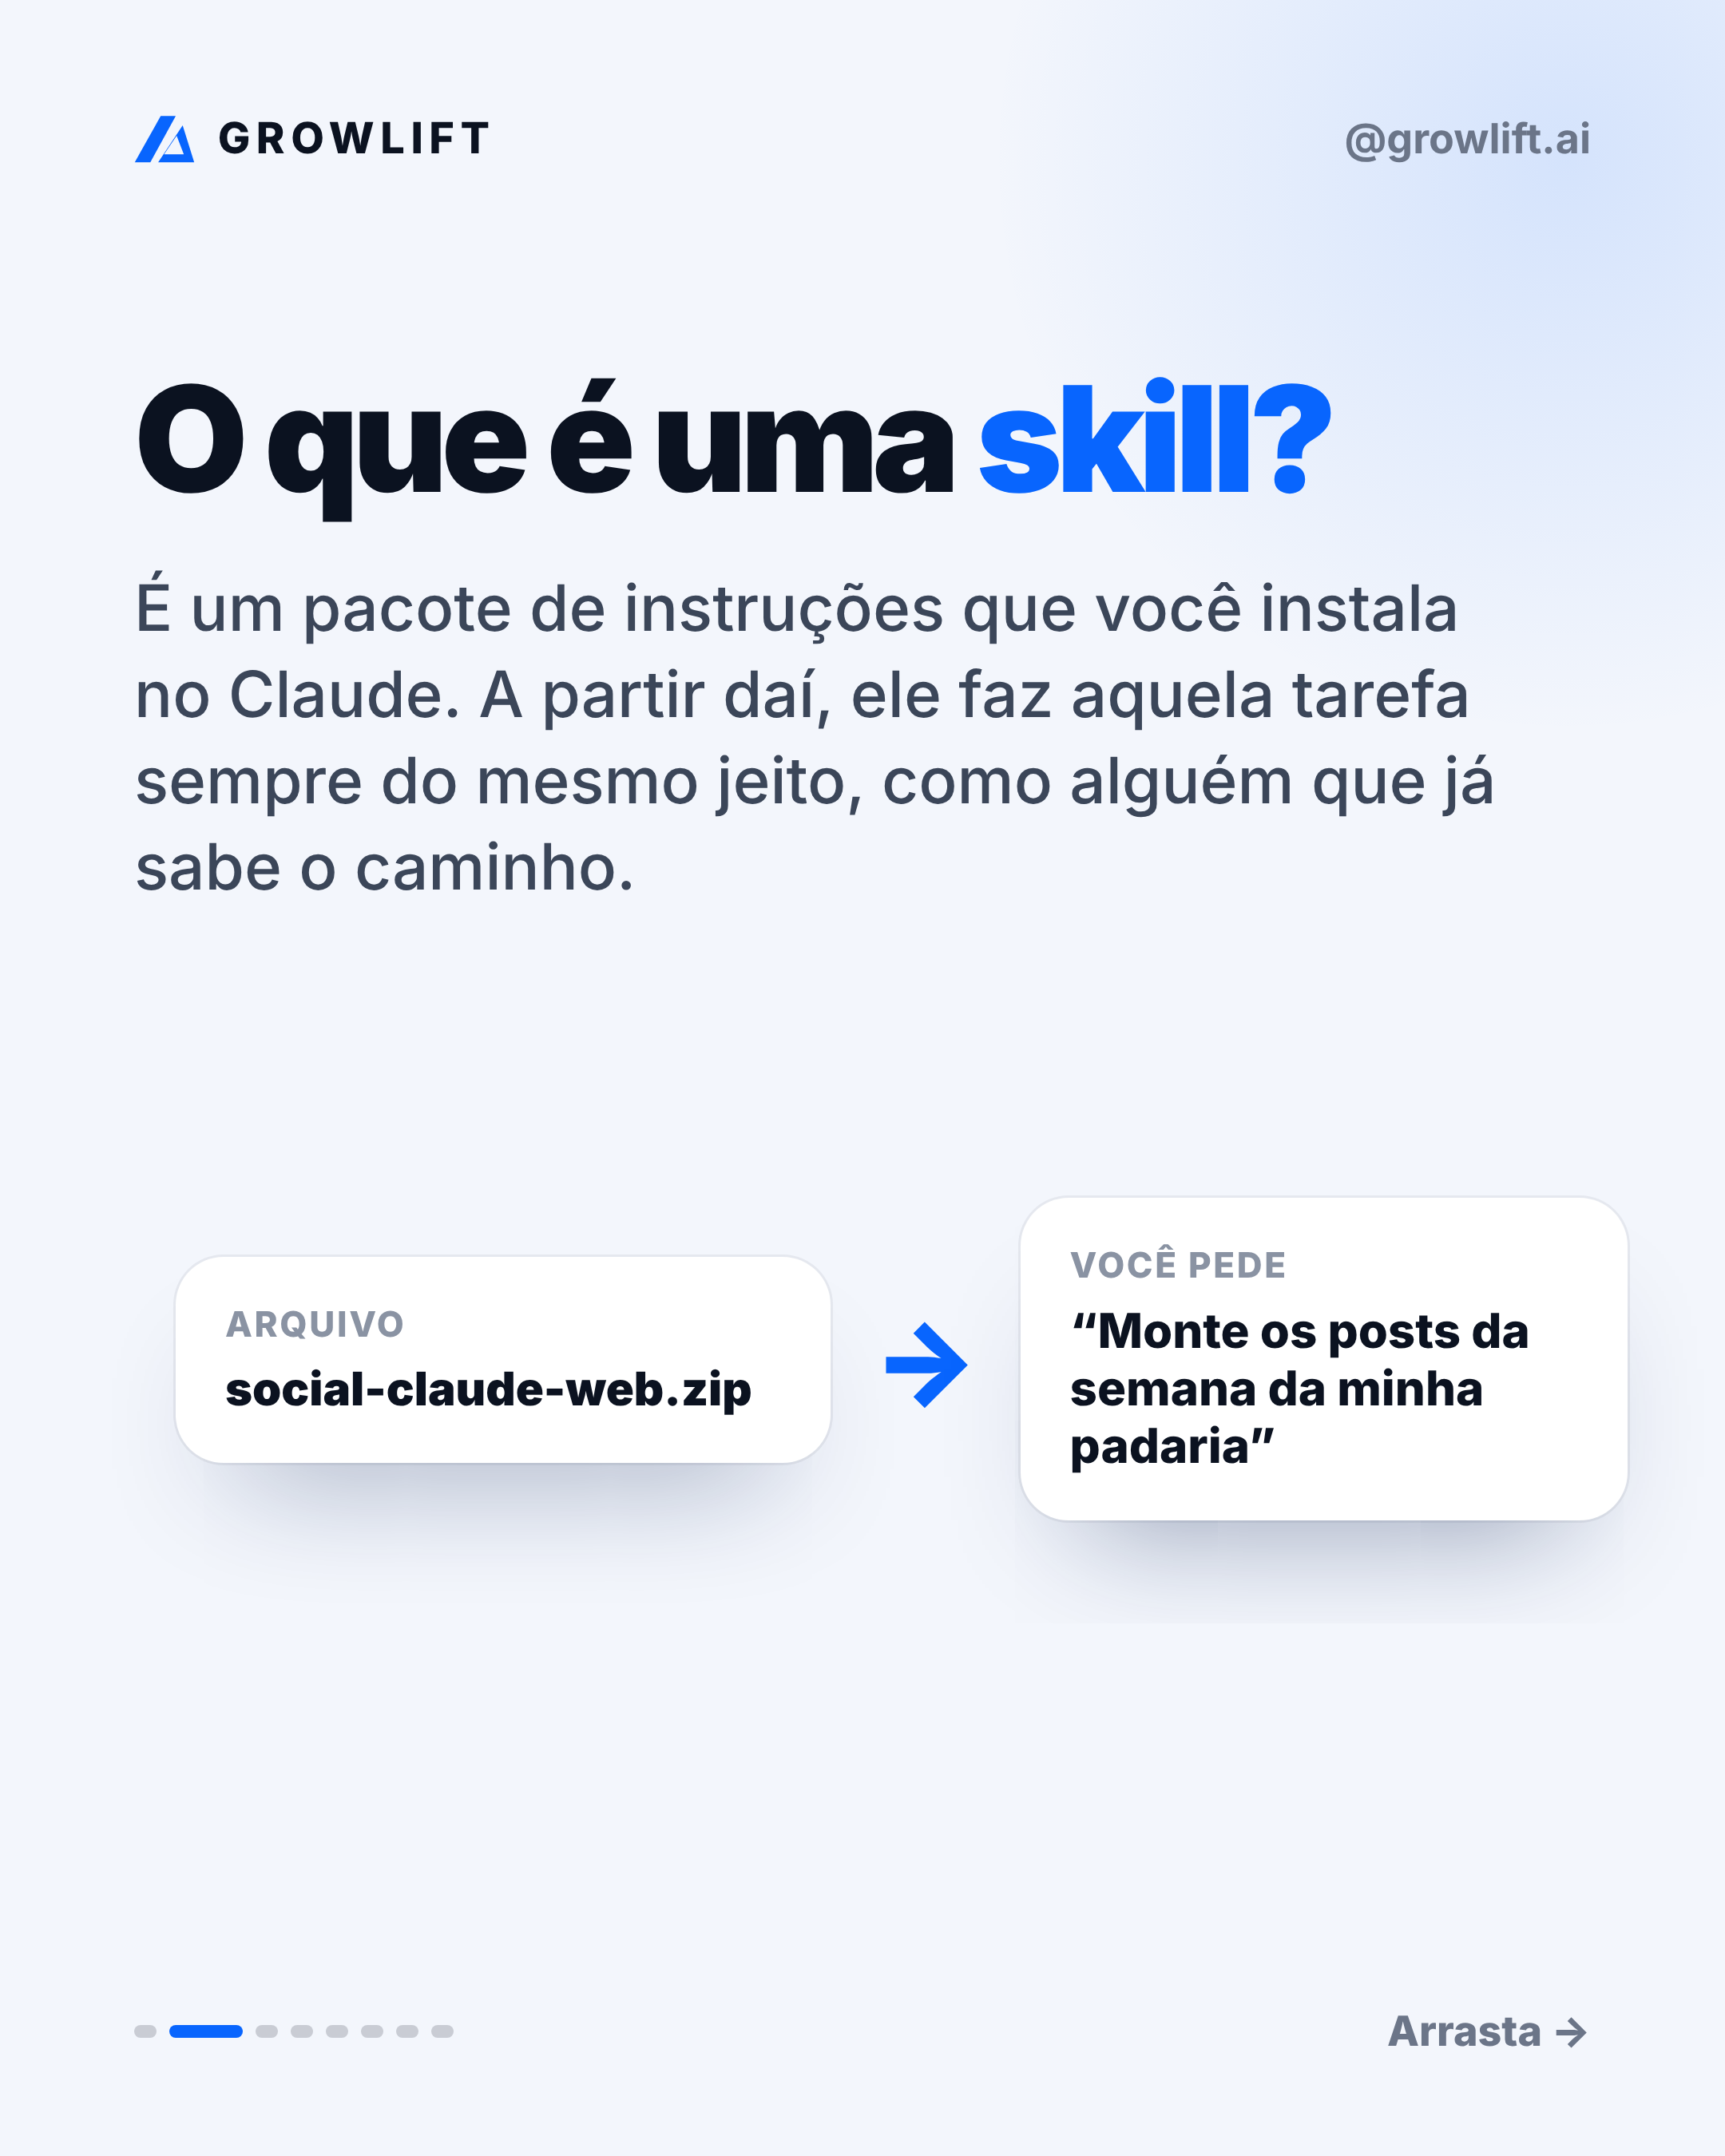 GROWLIFT
@growlift.ai
O que é uma skill?
É um pacote de instruções que você instala
no Claude. A partir daí, ele faz aquela tarefa
sempre do mesmo jeito, como alguém que já
sabe o caminho.
ARQUIVO
social-claude-web.zip
→
VOCÊ PEDE
“Monte os posts da
semana da minha
padaria”
Arrasta →